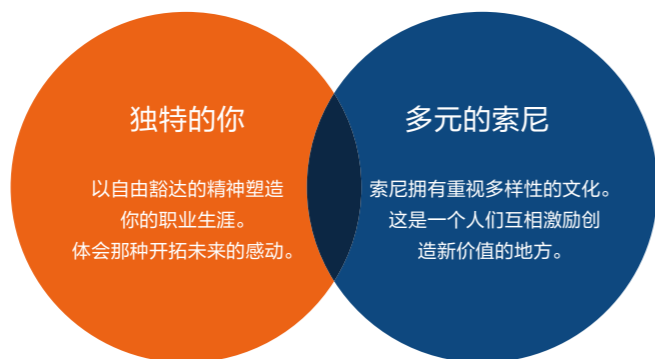 独特的你
以自由豁达的精神塑造
你的职业生涯。
体会那种开拓未来的感动。
多元的索尼
索尼拥有重视多样性的文化。
这是一个人们互相激励创
造新价值的地方。